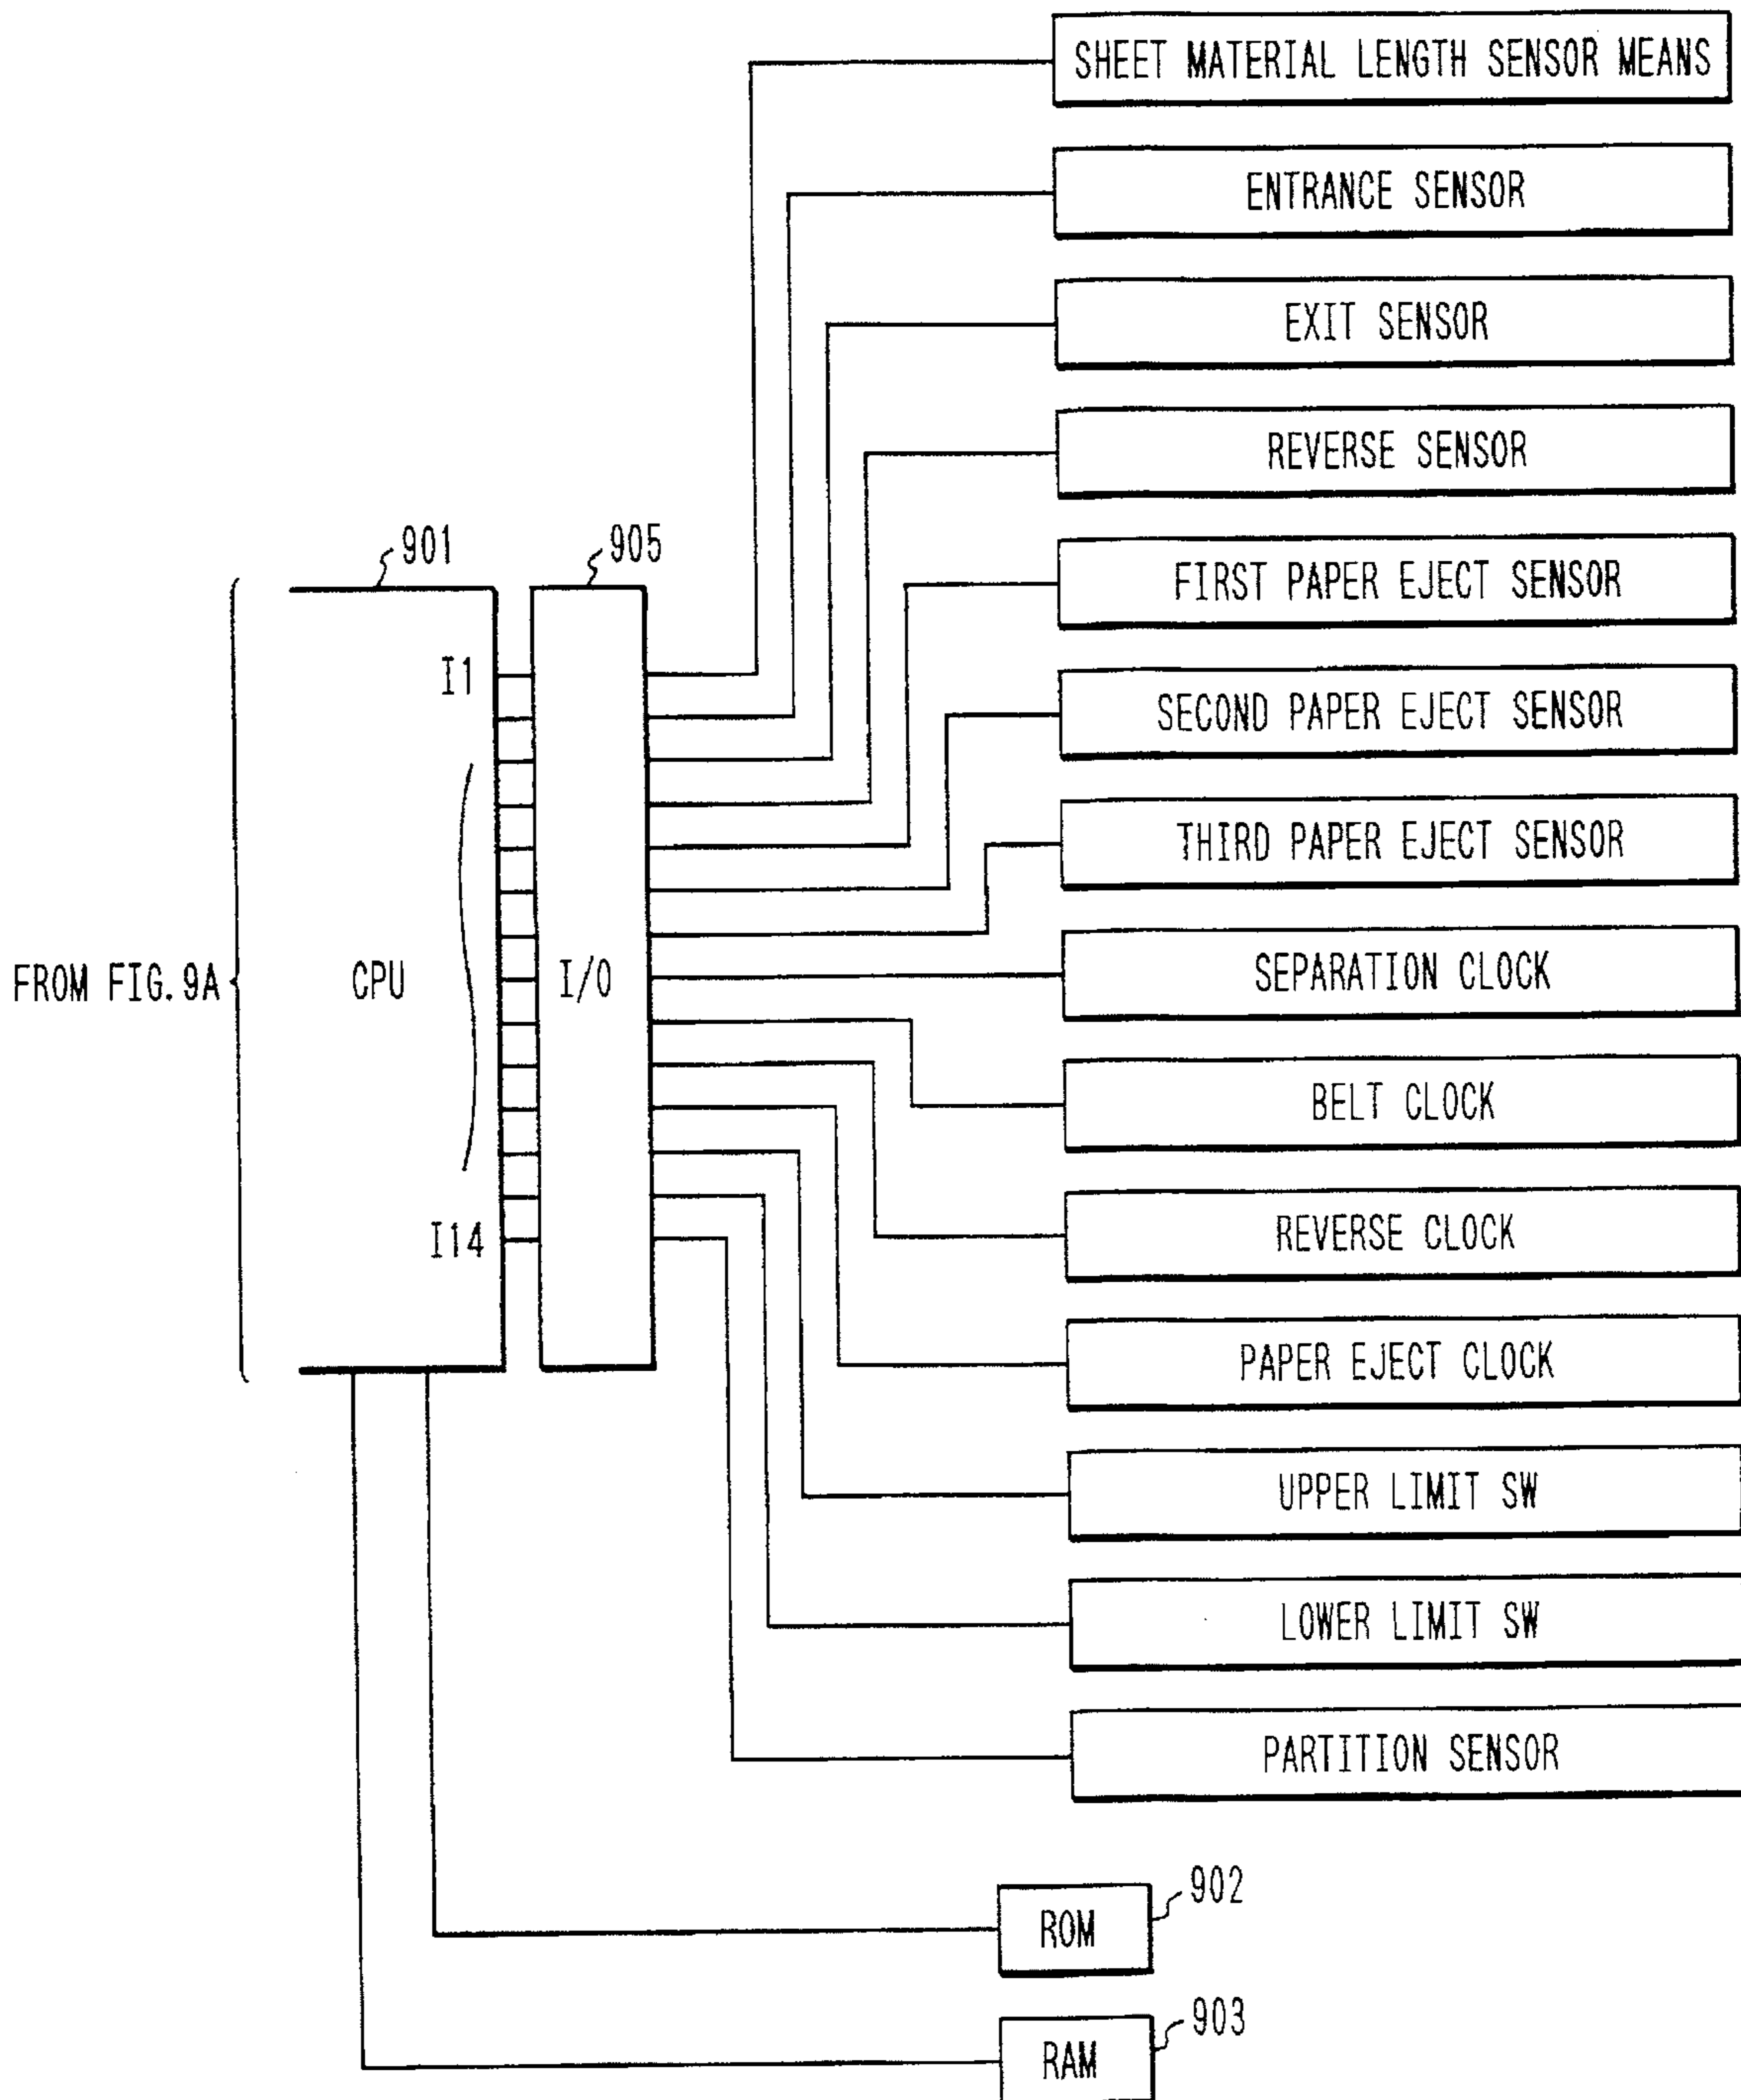 SHEET MATERIAL LENGTH SENSOR MEANS
ENTRANCE SENSOR
EXIT SENSOR
REVERSE SENSOR
901
905
FIRST PAPER EJECT SENSOR
I1
SECOND PAPER EJECT SENSOR
THIRD PAPER EJECT SENSOR
FROM FIG. 9A
CPU
I/O
SEPARATION CLOCK
BELT CLOCK
I14
REVERSE CLOCK
PAPER EJECT CLOCK
UPPER LIMIT SW
LOWER LIMIT SW
PARTITION SENSOR
902
ROM
903
RAM